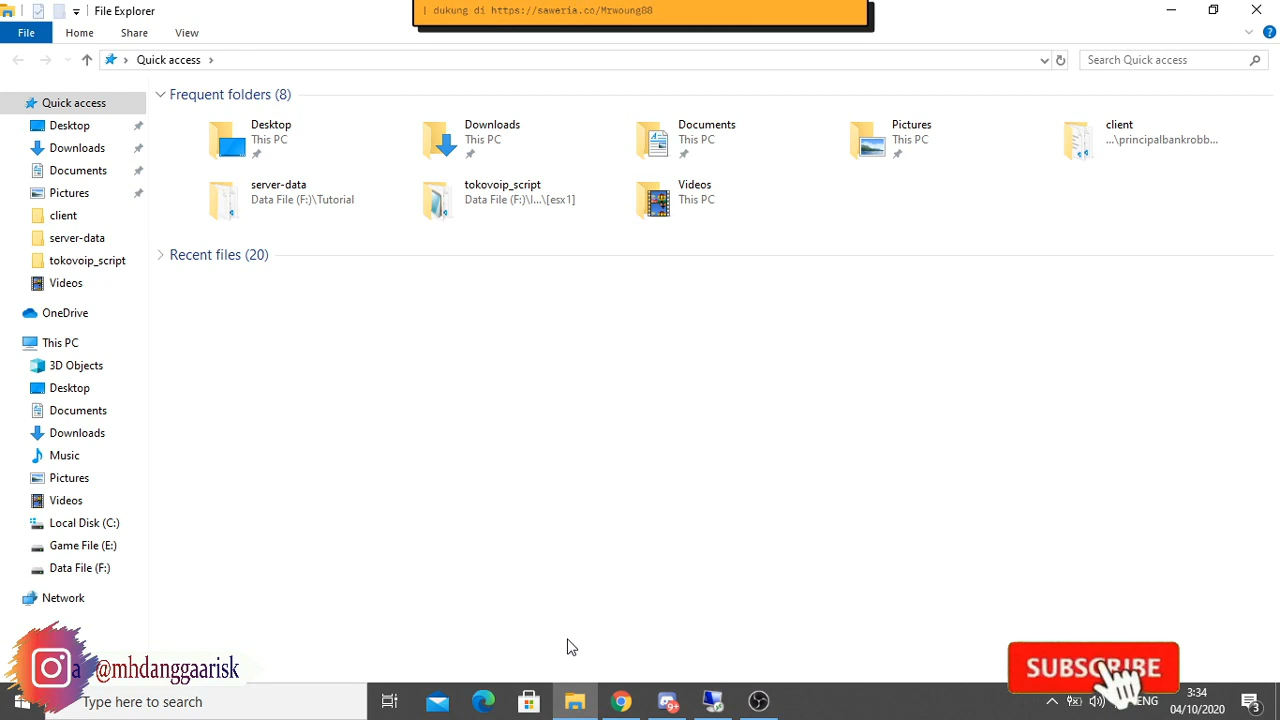 File Explorer
| dukung di https://saweria.co/Mrwoung88
File Home Share View
Quick access
Search Quick access
Quick access
Desktop
Downloads
Documents
Pictures
client
server-data
tokovoip_script
Videos
OneDrive
This PC
3D Objects
Desktop
Documents
Downloads
Music
Pictures
Videos
Local Disk (C:)
Game File (E:)
Data File (F:)
Network
Frequent folders (8)
Desktop
This PC
Downloads
This PC
Documents
This PC
Pictures
This PC
client
...\principalbankrobb...
server-data
Data File (F:)\Tutorial
tokovoip_script
Data File (F:)\I...\[esx1]
Videos
This PC
Recent files (20)
@mhdanggaarisk
SUBSCRIBE
Type here to search
9+
ENG
3:34
04/10/2020
3